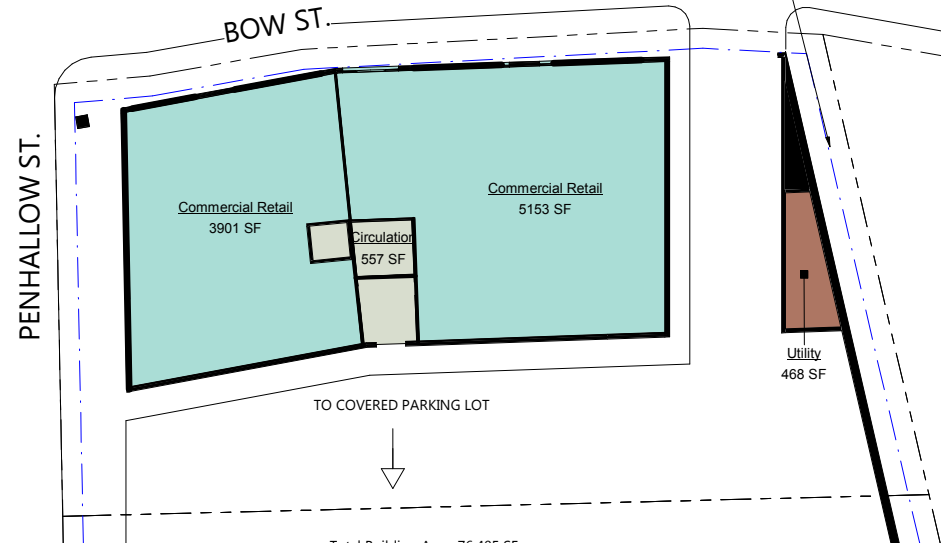 BOW ST.
PENHALLOW ST.
Commercial Retail
3901 SF
Commercial Retail
5153 SF
Circulation
557 SF
Utility
468 SF
TO COVERED PARKING LOT